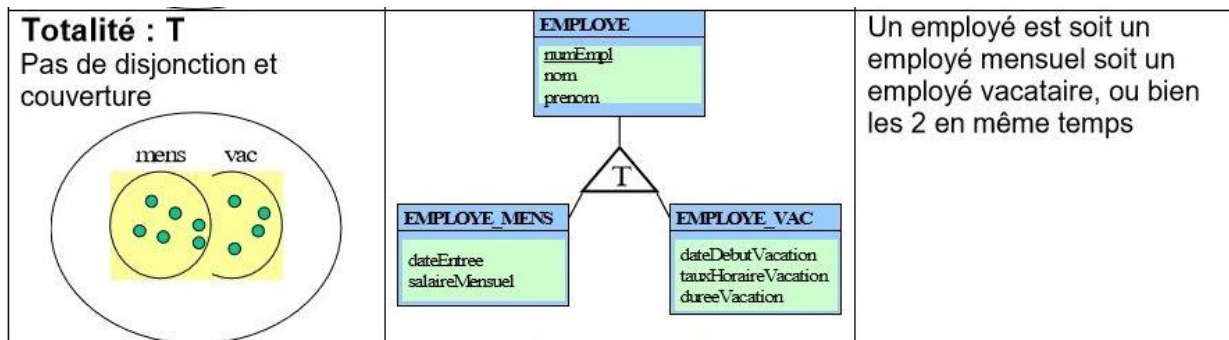 Totalité : T
Pas de disjonction et
couverture
mens vac
EMPLOYE
numEmpl
nom
prenom
T
EMPLOYE_MENS
dateEntree
salaireMensuel
EMPLOYE_VAC
dateDebutVacation
tauxHoraireVacation
dureeVacation
Un employé est soit un
employé mensuel soit un
employé vacataire, ou bien
les 2 en même temps